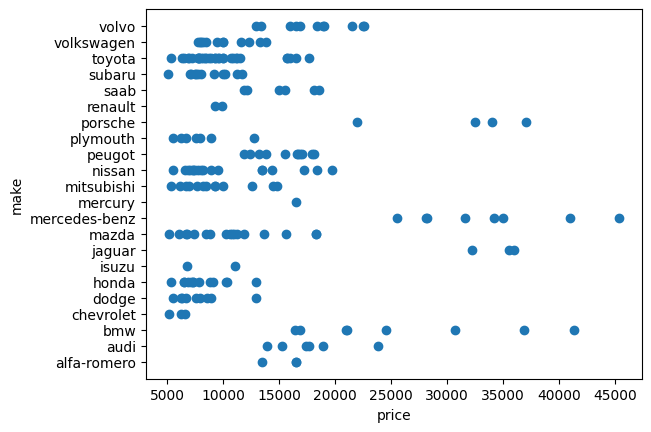 volvo
volkswagen
toyota
subaru
saab
renault
porsche
plymouth
peugot
nissan
mitsubishi
mercury
mercedes-benz
mazda
jaguar
isuzu
honda
dodge
chevrolet
bmw
audi
alfa-romero
make
5000 10000 15000 20000 25000 30000 35000 40000 45000
price